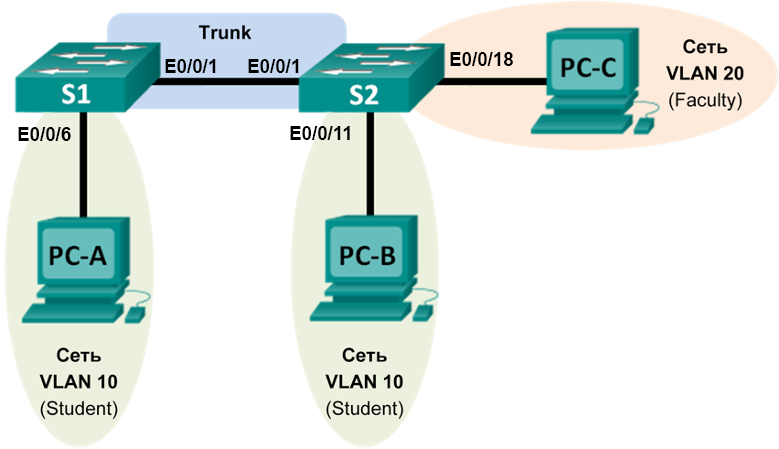 Trunk
E0/0/1
E0/0/1
S1
S2
E0/0/18
PC-C
Сеть
VLAN 20
(Faculty)
E0/0/6
E0/0/11
PC-A
PC-B
Сеть
VLAN 10
(Student)
Сеть
VLAN 10
(Student)